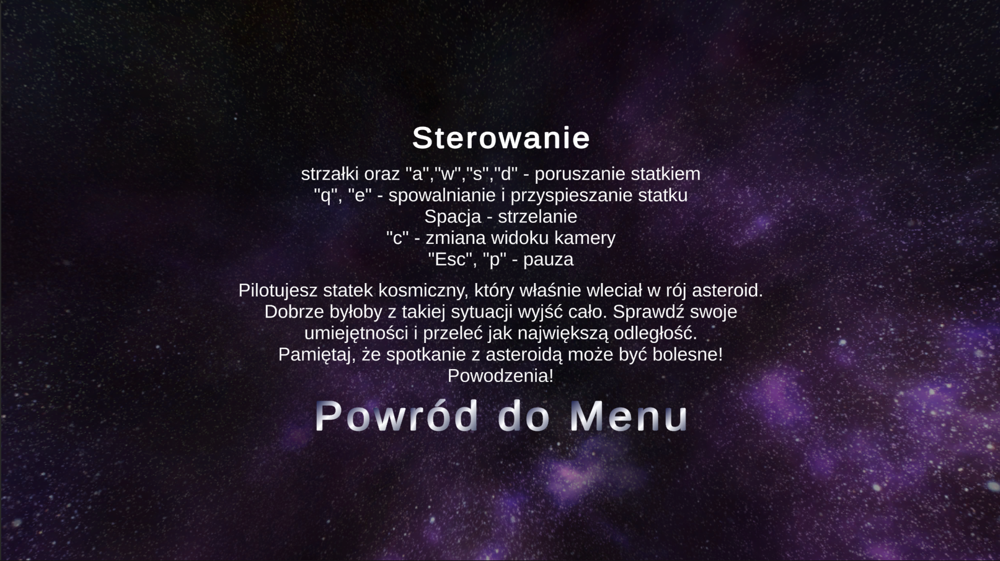 Sterowanie
strzałki oraz "a","w","s","d" - poruszanie statkiem
"q", "e" - spowalnianie i przyspieszanie statku
Spacja - strzelanie
"c" - zmiana widoku kamery
"Esc", "p" - pauza
Pilotujesz statek kosmiczny, który właśnie wleciał w rój asteroid.
Dobrze byłoby z takiej sytuacji wyjść cało. Sprawdź swoje
umiejętności i przeleć jak największą odległość.
Pamiętaj, że spotkanie z asteroidą może być bolesne!
Powodzenia!
Powród do Menu